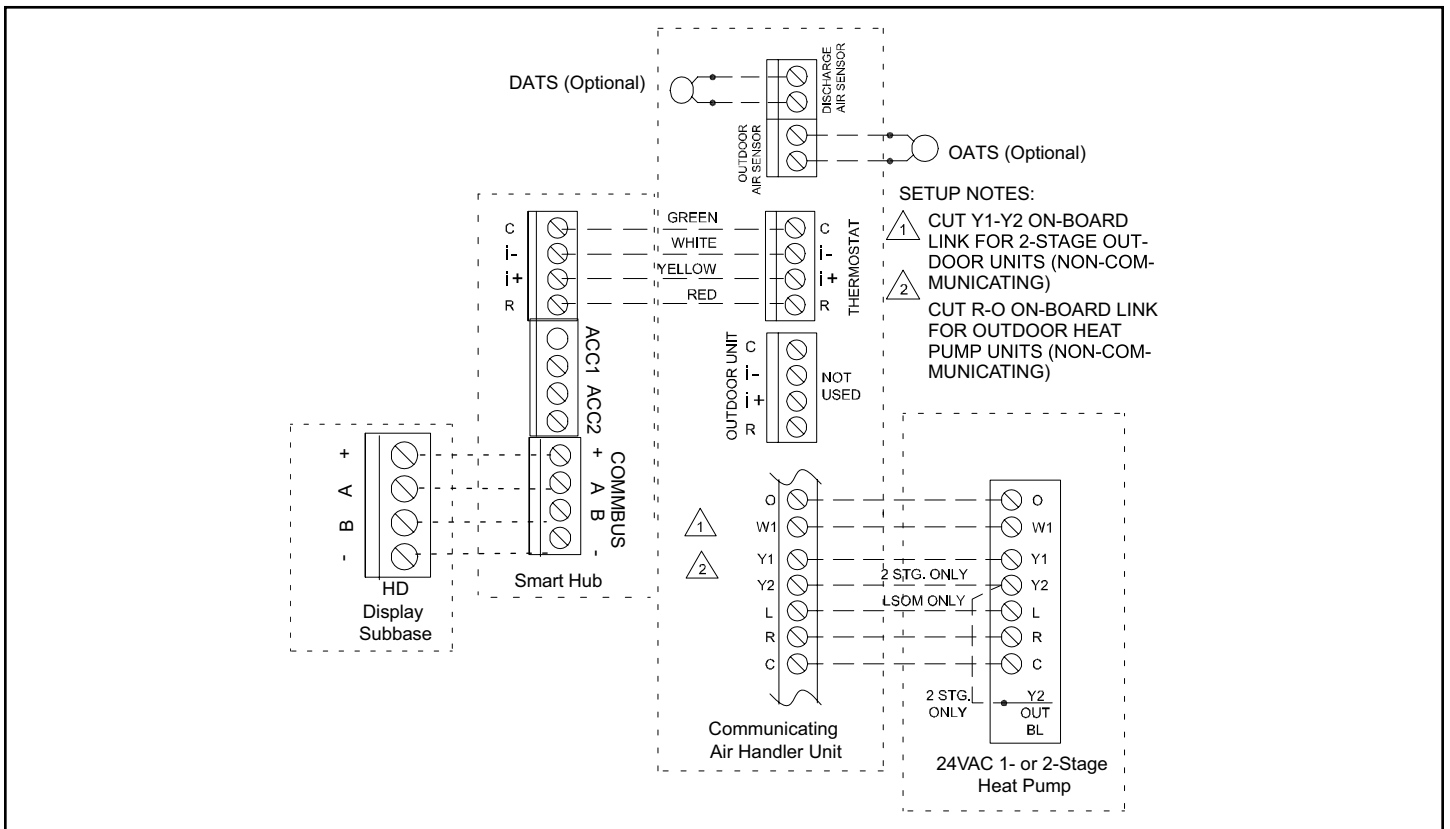 DATS (Optional)
DISCHARGE
AIR SENSOR
OUTDOOR
AIR SENSOR
OATS (Optional)
SETUP NOTES:
1
CUT Y1-Y2 ON-BOARD
LINK FOR 2-STAGE OUT-
DOOR UNITS (NON-COM-
MUNICATING)
2
CUT R-O ON-BOARD LINK
FOR OUTDOOR HEAT
PUMP UNITS (NON-COM-
MUNICATING)
C
i-
i+
R
GREEN
WHITE
YELLOW
RED
C
i-
i+
R
THERMOSTAT
ACC1
ACC2
OUTDOOR UNIT
C
i-
i+
R
NOT
USED
+
A
B
-
HD
Display
Subbase
+
A
B
-
COMMBUS
Smart Hub
1
2
O
W1
Y1
Y2
L
R
C
2 STG. ONLY
LSOM ONLY
2 STG.
ONLY
O
W1
Y1
Y2
L
R
C
Y2
OUT
BL
Communicating
Air Handler Unit
24VAC 1- or 2-Stage
Heat Pump